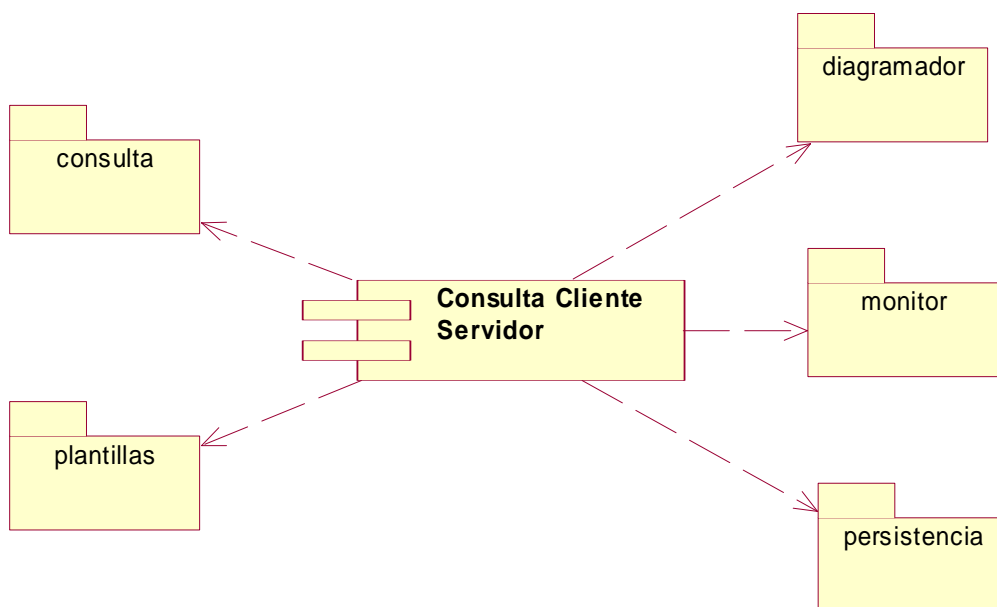 diagramador
consulta
monitor
Consulta Cliente
Servidor
plantillas
persistencia